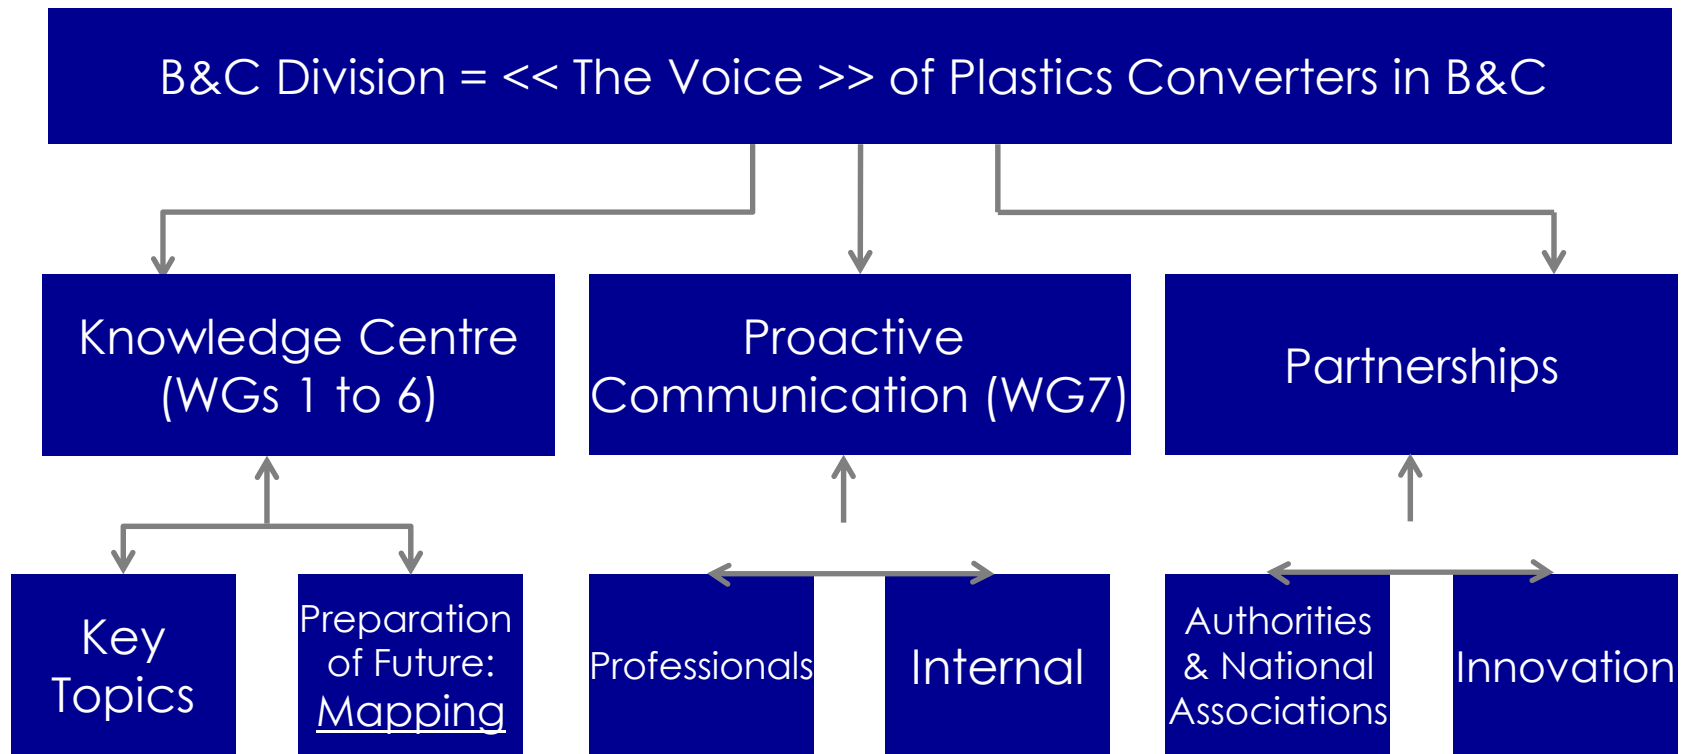 B&C Division = << The Voice >> of Plastics Converters in B&C
Knowledge Centre
(WGs 1 to 6)
Proactive
Communication (WG7)
Partnerships
Key
Topics
Preparation
of Future:
Mapping
Professionals
Internal
Authorities
& National
Associations
Innovation